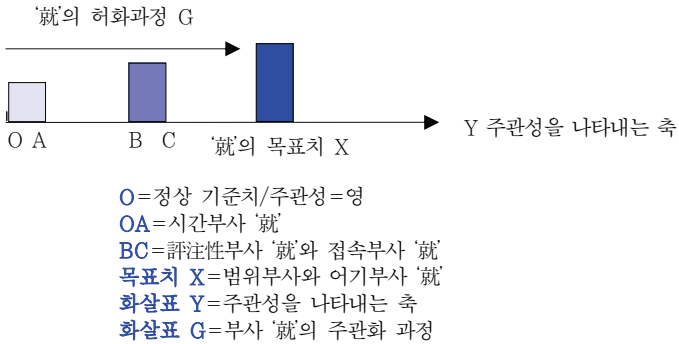 ‘就’의 허화과정 G
Y 주관성을 나타내는 축
O A B C ‘就’의 목표치 X
O=정상 기준치/주관성=영
OA=시간부사 ‘就’
BC=評注性부사 ‘就’와 접속부사 ‘就’
목표치 X=범위부사와 어기부사 ‘就’
화살표 Y=주관성을 나타내는 축
화살표 G=부사 ‘就’의 주관화 과정